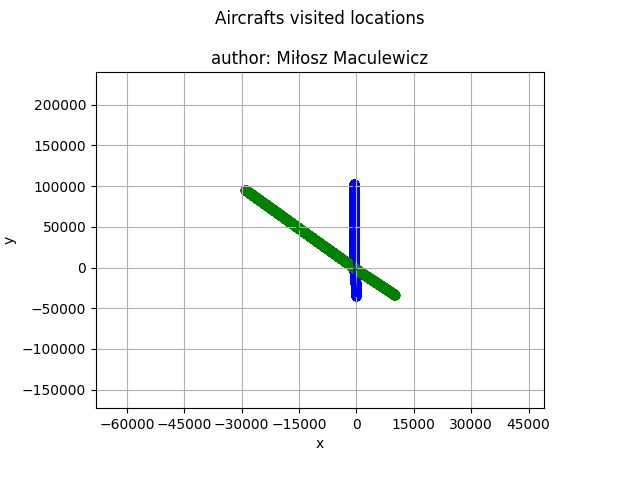 Aircrafts visited locations
author: Miłosz Maculewicz
200000
150000
100000
50000
0
−50000
−100000
−150000
y
−60000 −45000 −30000 −15000 0 15000 30000 45000
x